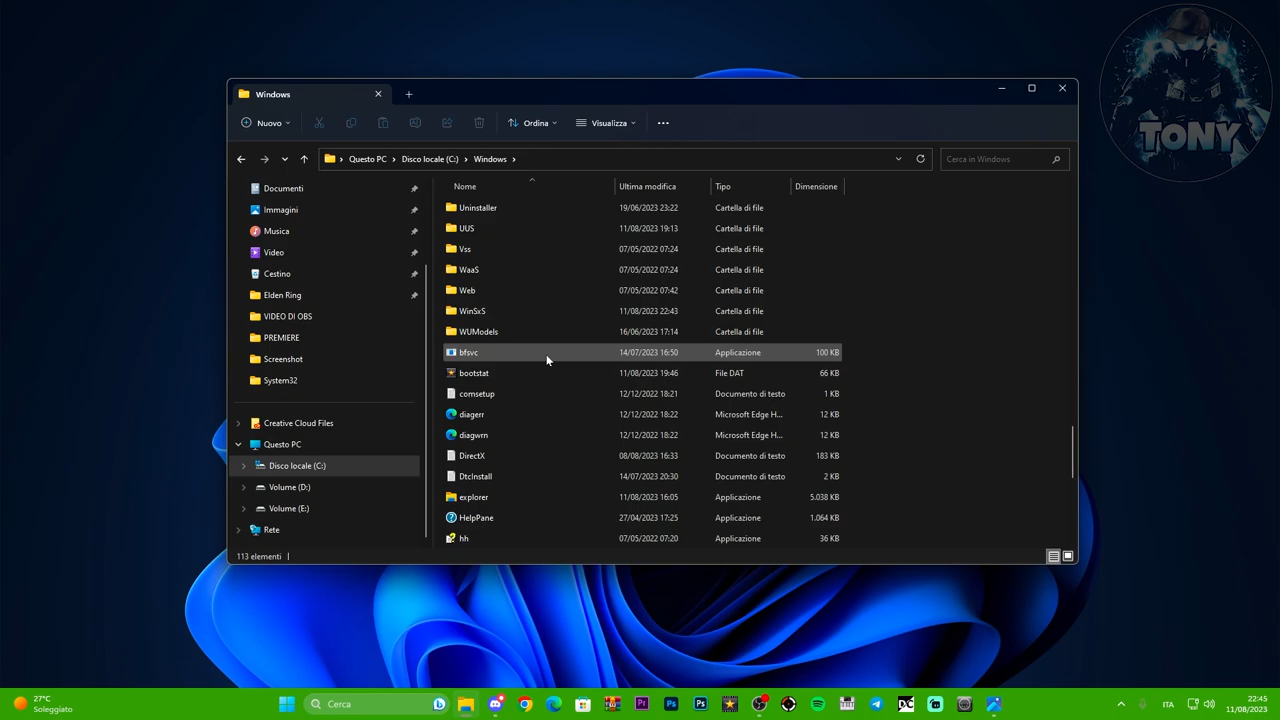 TONY
Windows
Nuovo
Ordina
Visualizza
Questo PC > Disco locale (C:) > Windows >
Cerca in Windows
Documenti
Immagini
Musica
Video
Cestino
Elden Ring
VIDEO DI OBS
PREMIERE
Screenshot
System32
Creative Cloud Files
Questo PC
Disco locale (C:)
Volume (D:)
Volume (E:)
Rete
Nome Ultima modifica Tipo Dimensione
Uninstaller 19/06/2023 23:22 Cartella di file
UUS 11/08/2023 19:13 Cartella di file
Vss 07/05/2022 07:24 Cartella di file
WaaS 07/05/2022 07:24 Cartella di file
Web 07/05/2022 07:42 Cartella di file
WinSxS 11/08/2023 22:43 Cartella di file
WUModels 16/06/2023 17:14 Cartella di file
bfsvc 14/07/2023 16:50 Applicazione 100 KB
bootstat 11/08/2023 19:46 File DAT 66 KB
comsetup 12/12/2022 18:21 Documento di testo 1 KB
diagerr 12/12/2022 18:22 Microsoft Edge H... 12 KB
diagwrn 12/12/2022 18:22 Microsoft Edge H... 12 KB
DirectX 08/08/2023 16:33 Documento di testo 183 KB
DtcInstall 14/07/2023 20:30 Documento di testo 2 KB
explorer 11/08/2023 16:05 Applicazione 5.038 KB
HelpPane 27/04/2023 17:25 Applicazione 1.064 KB
hh 07/05/2022 07:20 Applicazione 36 KB
113 elementi
27°C
Soleggiato
Cerca
Pr
Ps
Ps
ITA
22:45
11/08/2023